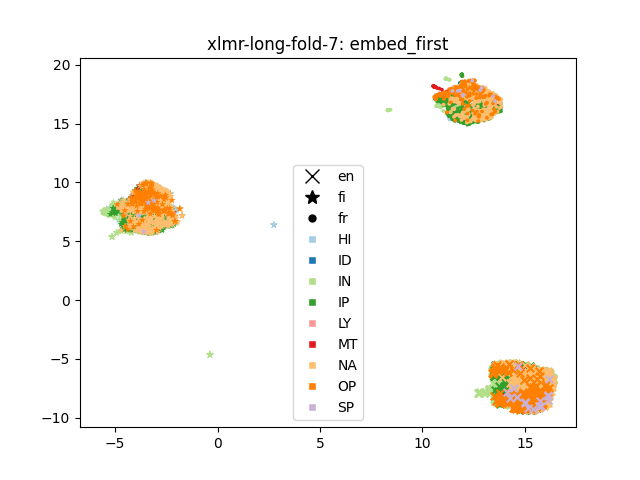 xlmr-long-fold-7: embed_first
20
15
10
5
0
−5
−10
−5
0
5
10
15
en
fi
fr
HI
ID
IN
IP
LY
MT
NA
OP
SP